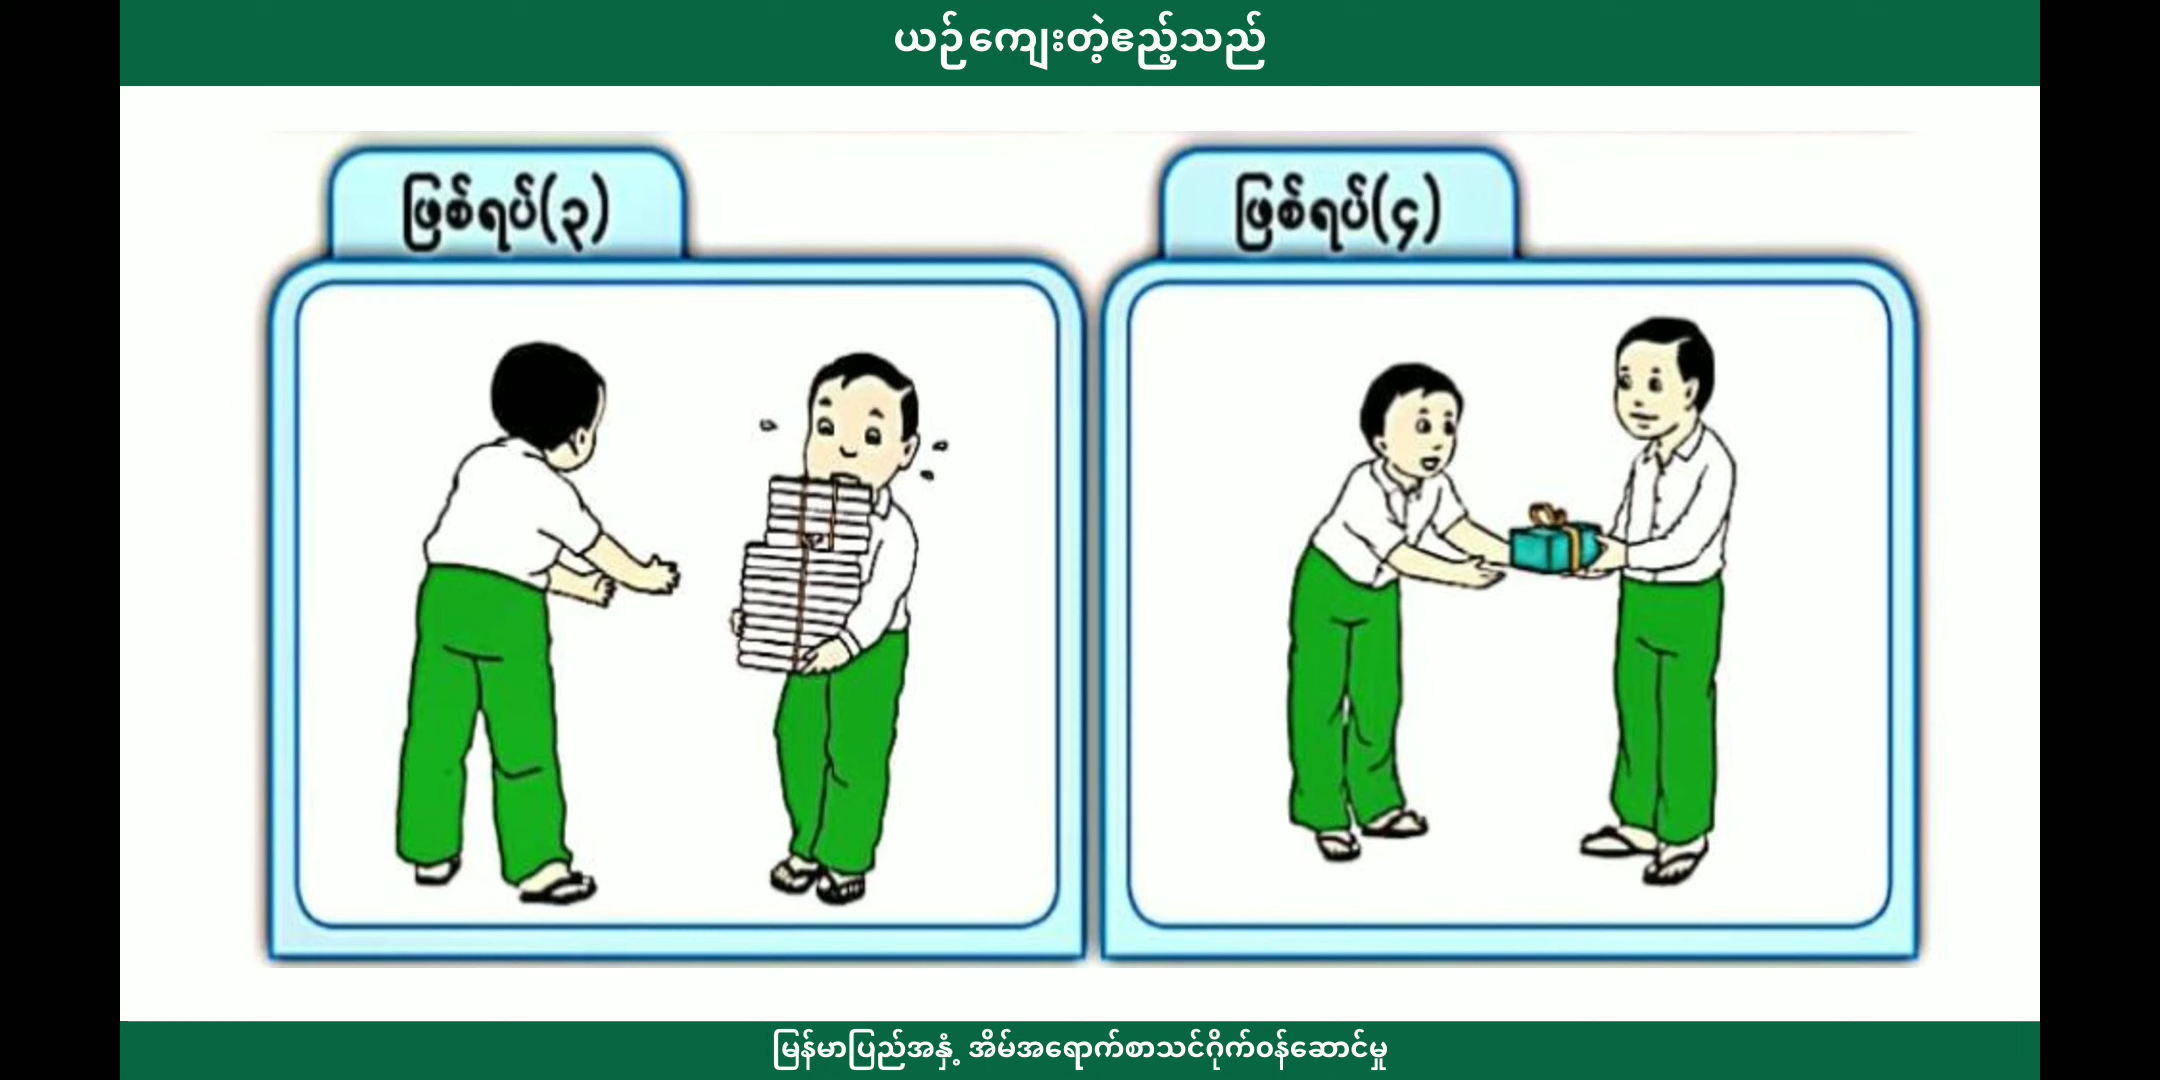 ယဉ်ကျေးတဲ့ဧည့်သည်
ဖြစ်ရပ်(၃)
ဖြစ်ရပ်(၄)
မြန်မာပြည်အနှံ့ အိမ်အရောက်စာသင်ဂိုက်ဝန်ဆောင်မှု